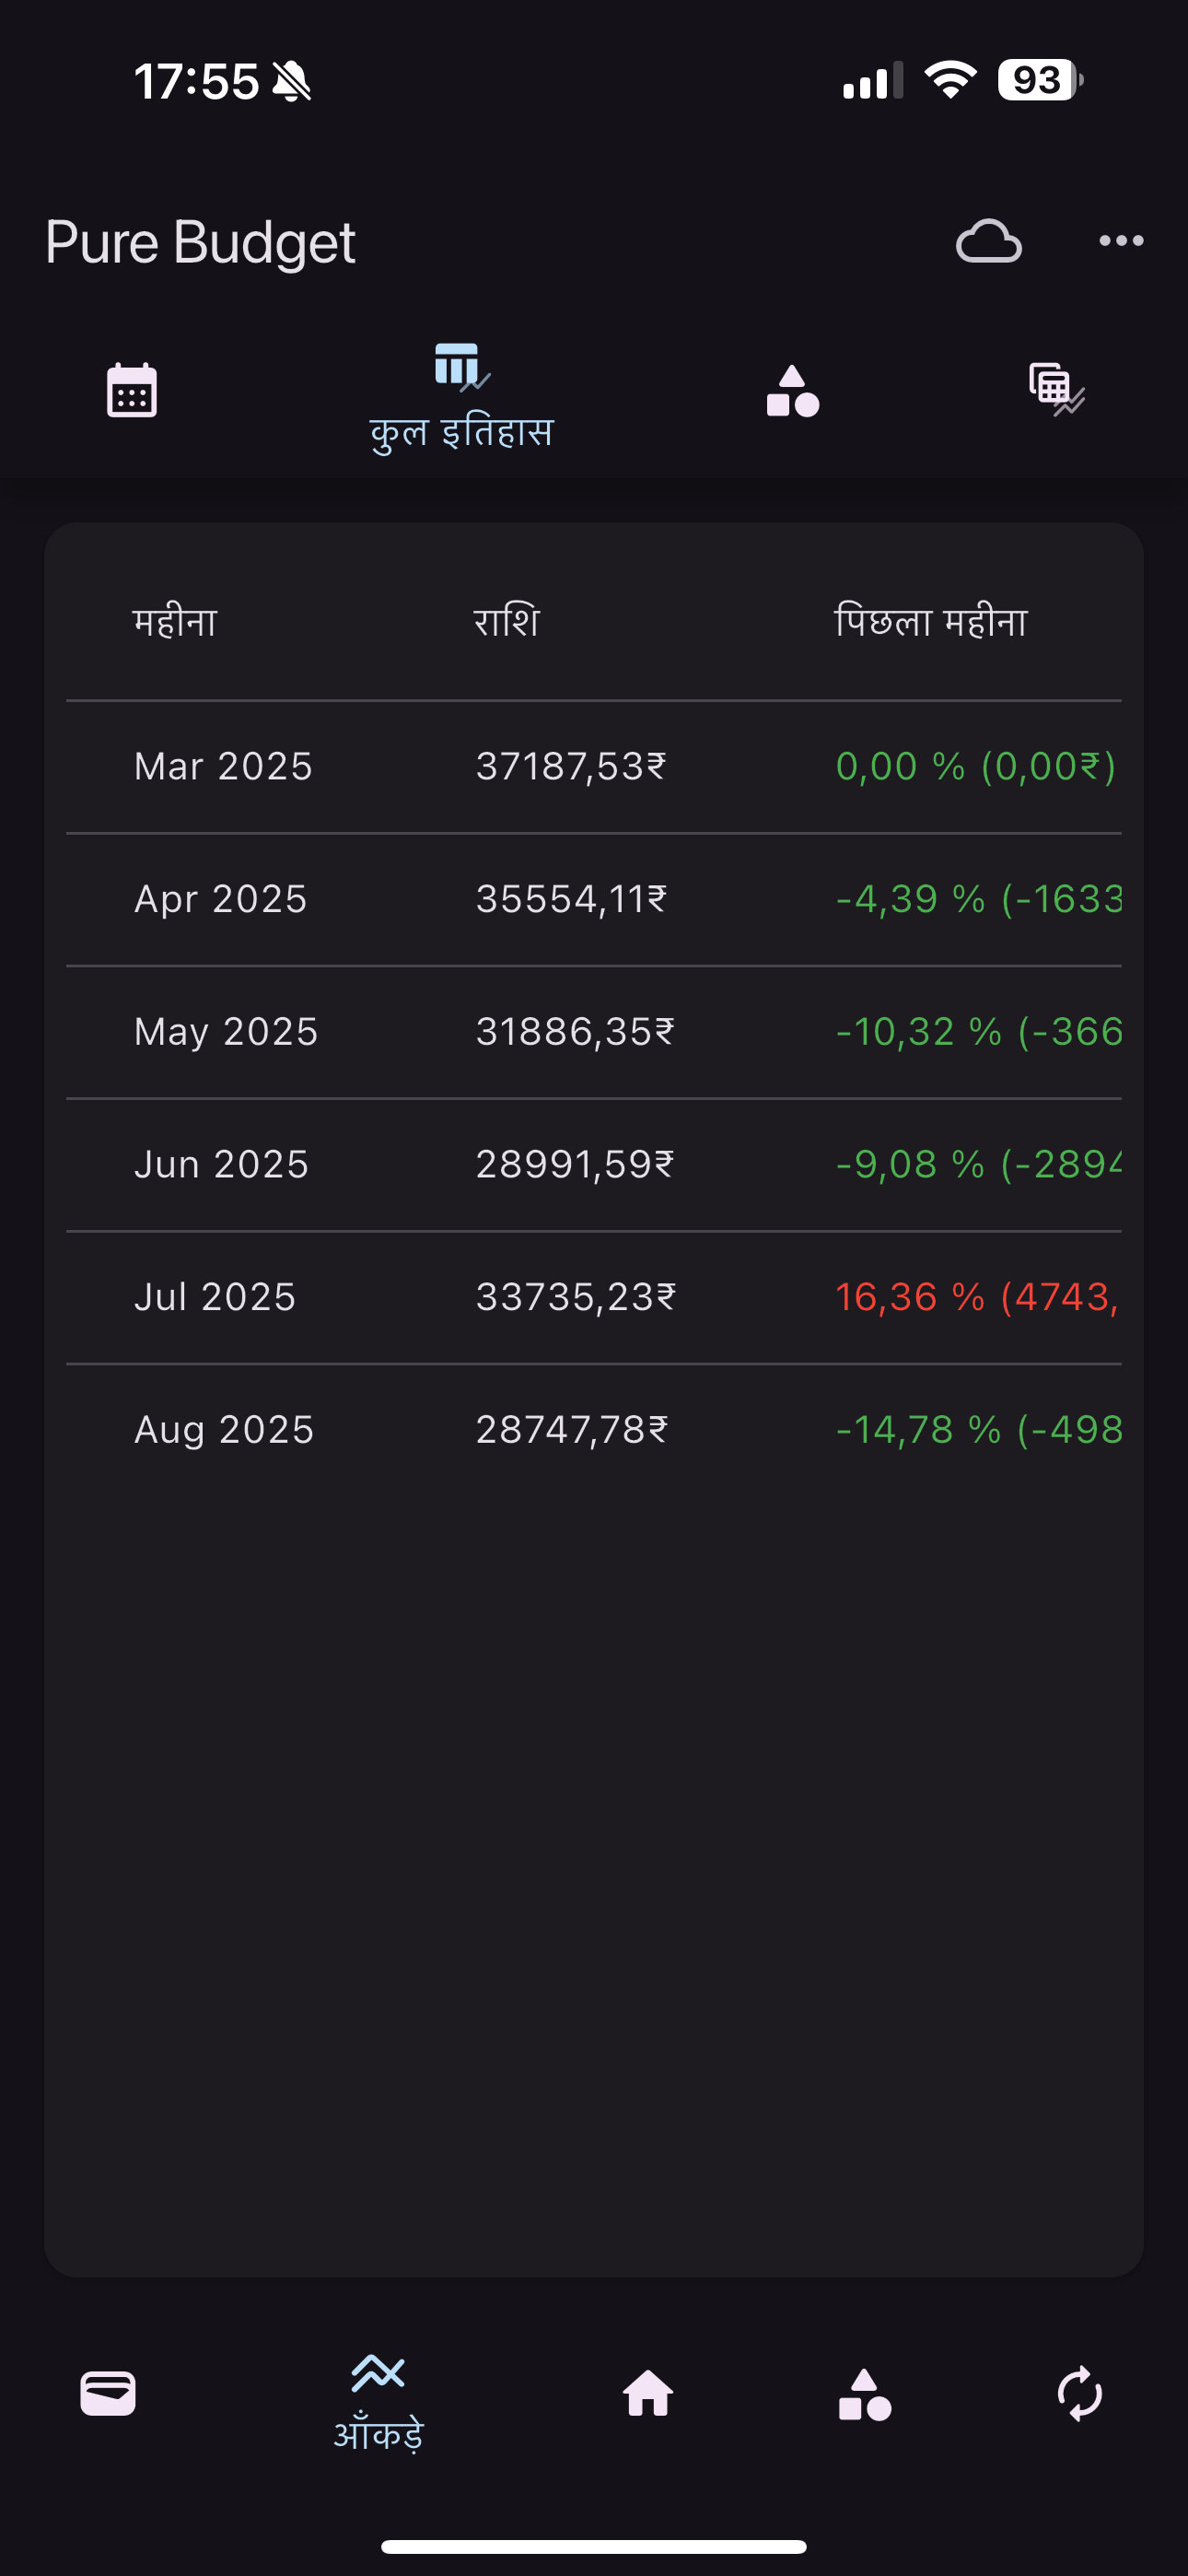 17:55
93
Pure Budget
कुल इतिहास
महीना राशि पिछला महीना
Mar 2025 37187,53₹ 0,00 % (0,00₹)
Apr 2025 35554,11₹ -4,39 % (-1633
May 2025 31886,35₹ -10,32 % (-366
Jun 2025 28991,59₹ -9,08 % (-2894
Jul 2025 33735,23₹ 16,36 % (4743,
Aug 2025 28747,78₹ -14,78 % (-498
आँकड़े